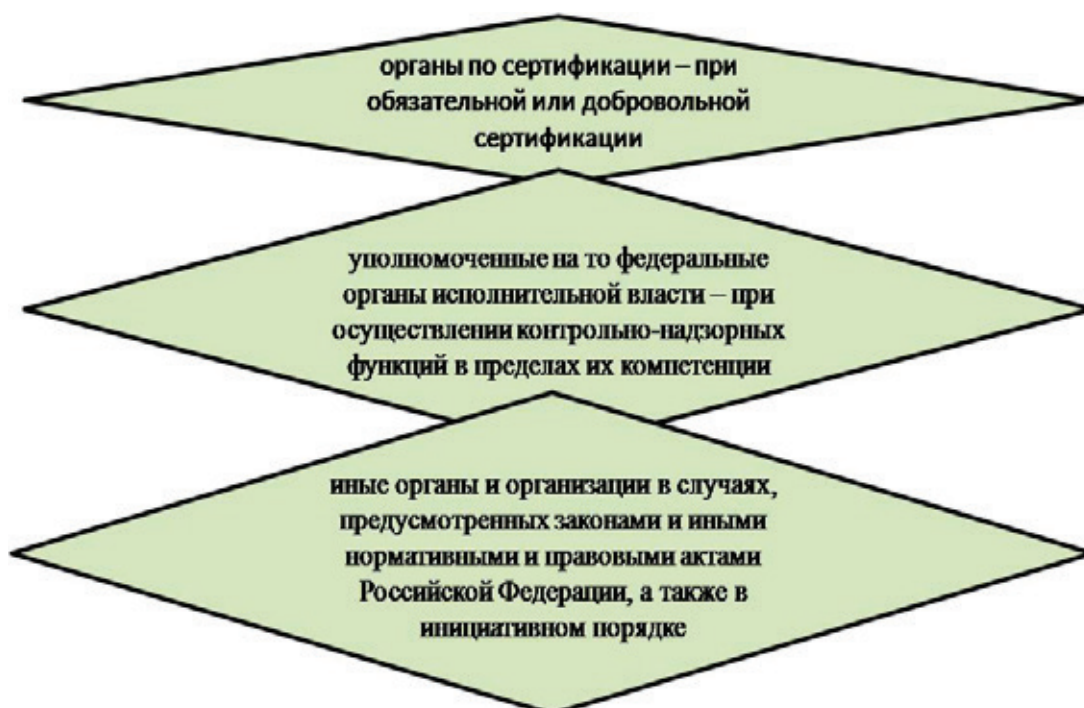 органы по сертификации – при
обязательной или добровольной
сертификации
уполномоченные на то федеральные
органы исполнительной власти – при
осуществлении контрольно-надзорных
функций в пределах их компетенции
иные органы и организации в случаях,
предусмотренных законами и иными
нормативными и правовыми актами
Российской Федерации, а также в
инициативном порядке